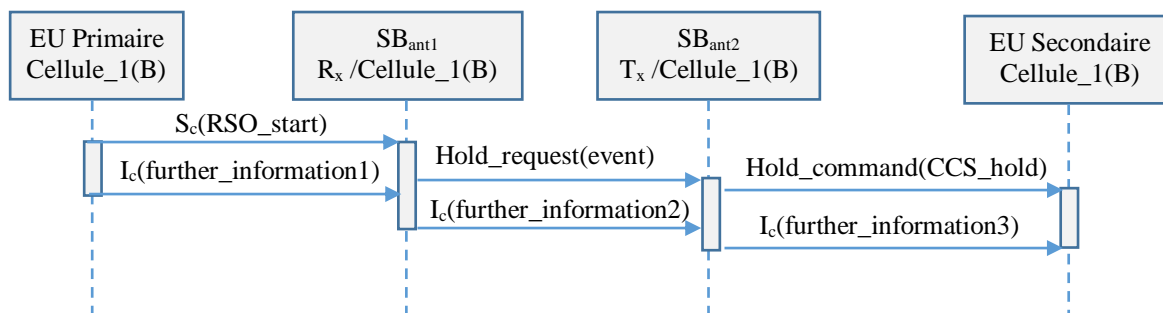 EU Primaire
Cellule_1(B)
SBant1
Rx /Cellule_1(B)
SBant2
Tx /Cellule_1(B)
EU Secondaire
Cellule_1(B)
Sc(RSO_start)
Ic(further_information1)
Hold_request(event)
Hold_command(CCS_hold)
Ic(further_information2)
Ic(further_information3)